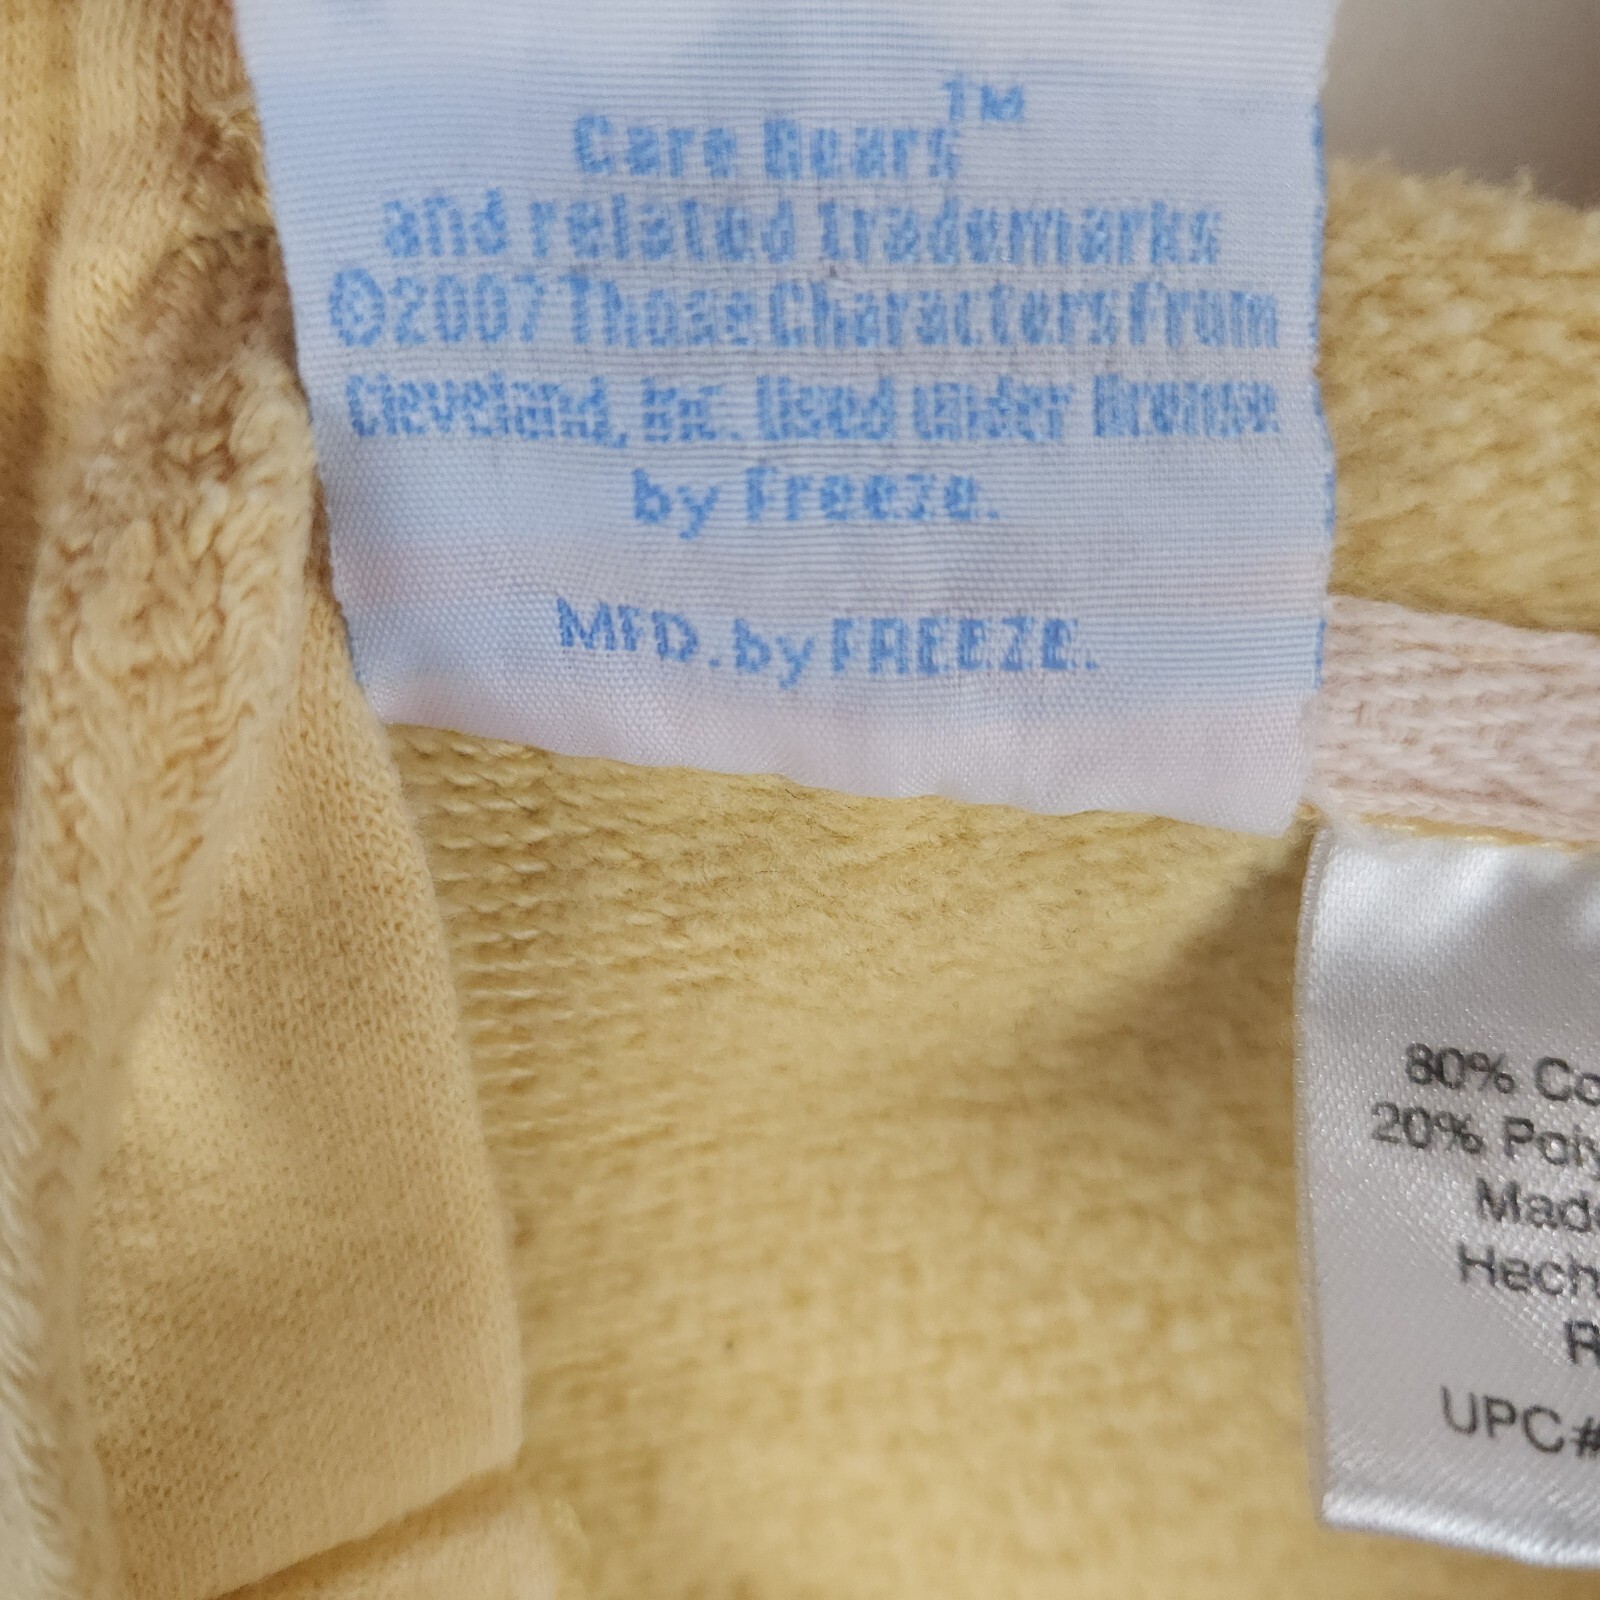 Care Bears™
and related trademarks
©2007 Those Characters From
Cleveland, Inc. Used under license
by Freeze.
MFD. by FREEZE.
80% Co
20% Poly
Made
Hech
R
UPC#